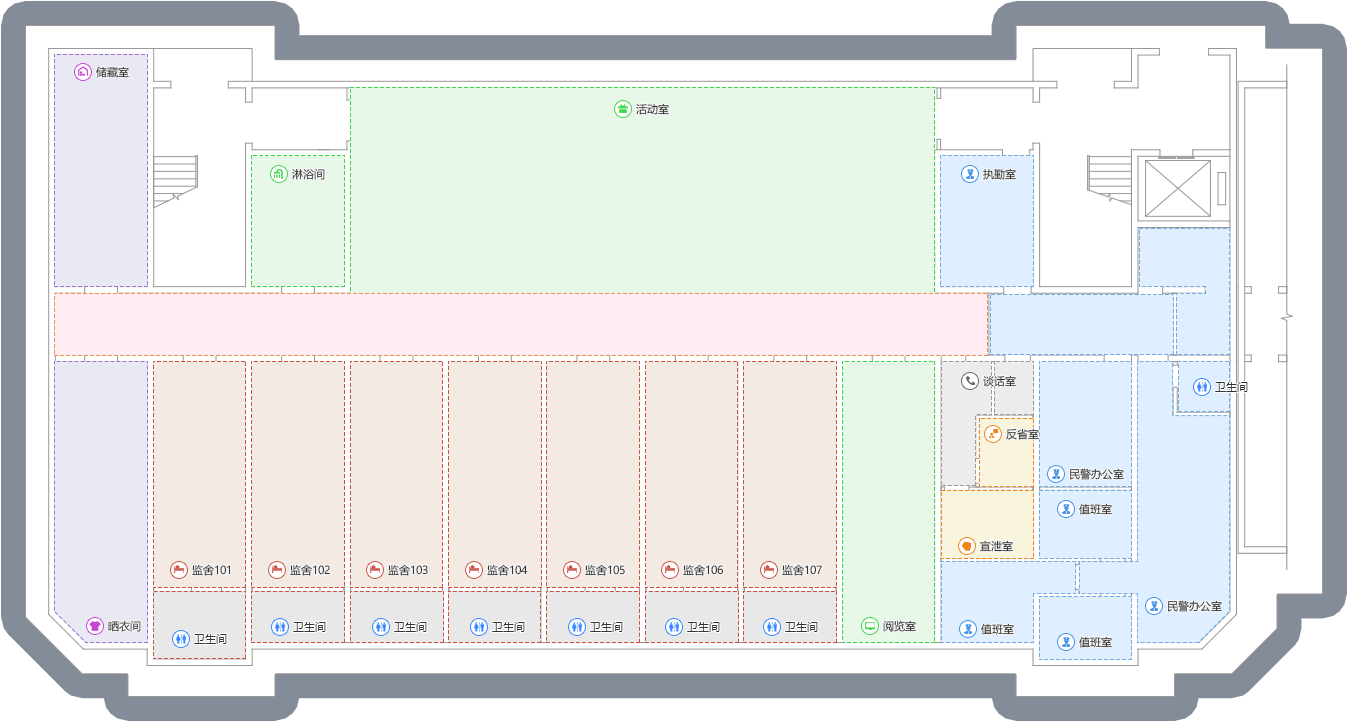 储藏室
活动室
淋浴间
执勤室
谈话室
卫生间
反省室
民警办公室
值班室
宣泄室
监舍101
监舍102
监舍103
监舍104
监舍105
监舍106
监舍107
民警办公室
晒衣间
卫生间
卫生间
卫生间
卫生间
卫生间
卫生间
卫生间
阅览室
值班室
值班室